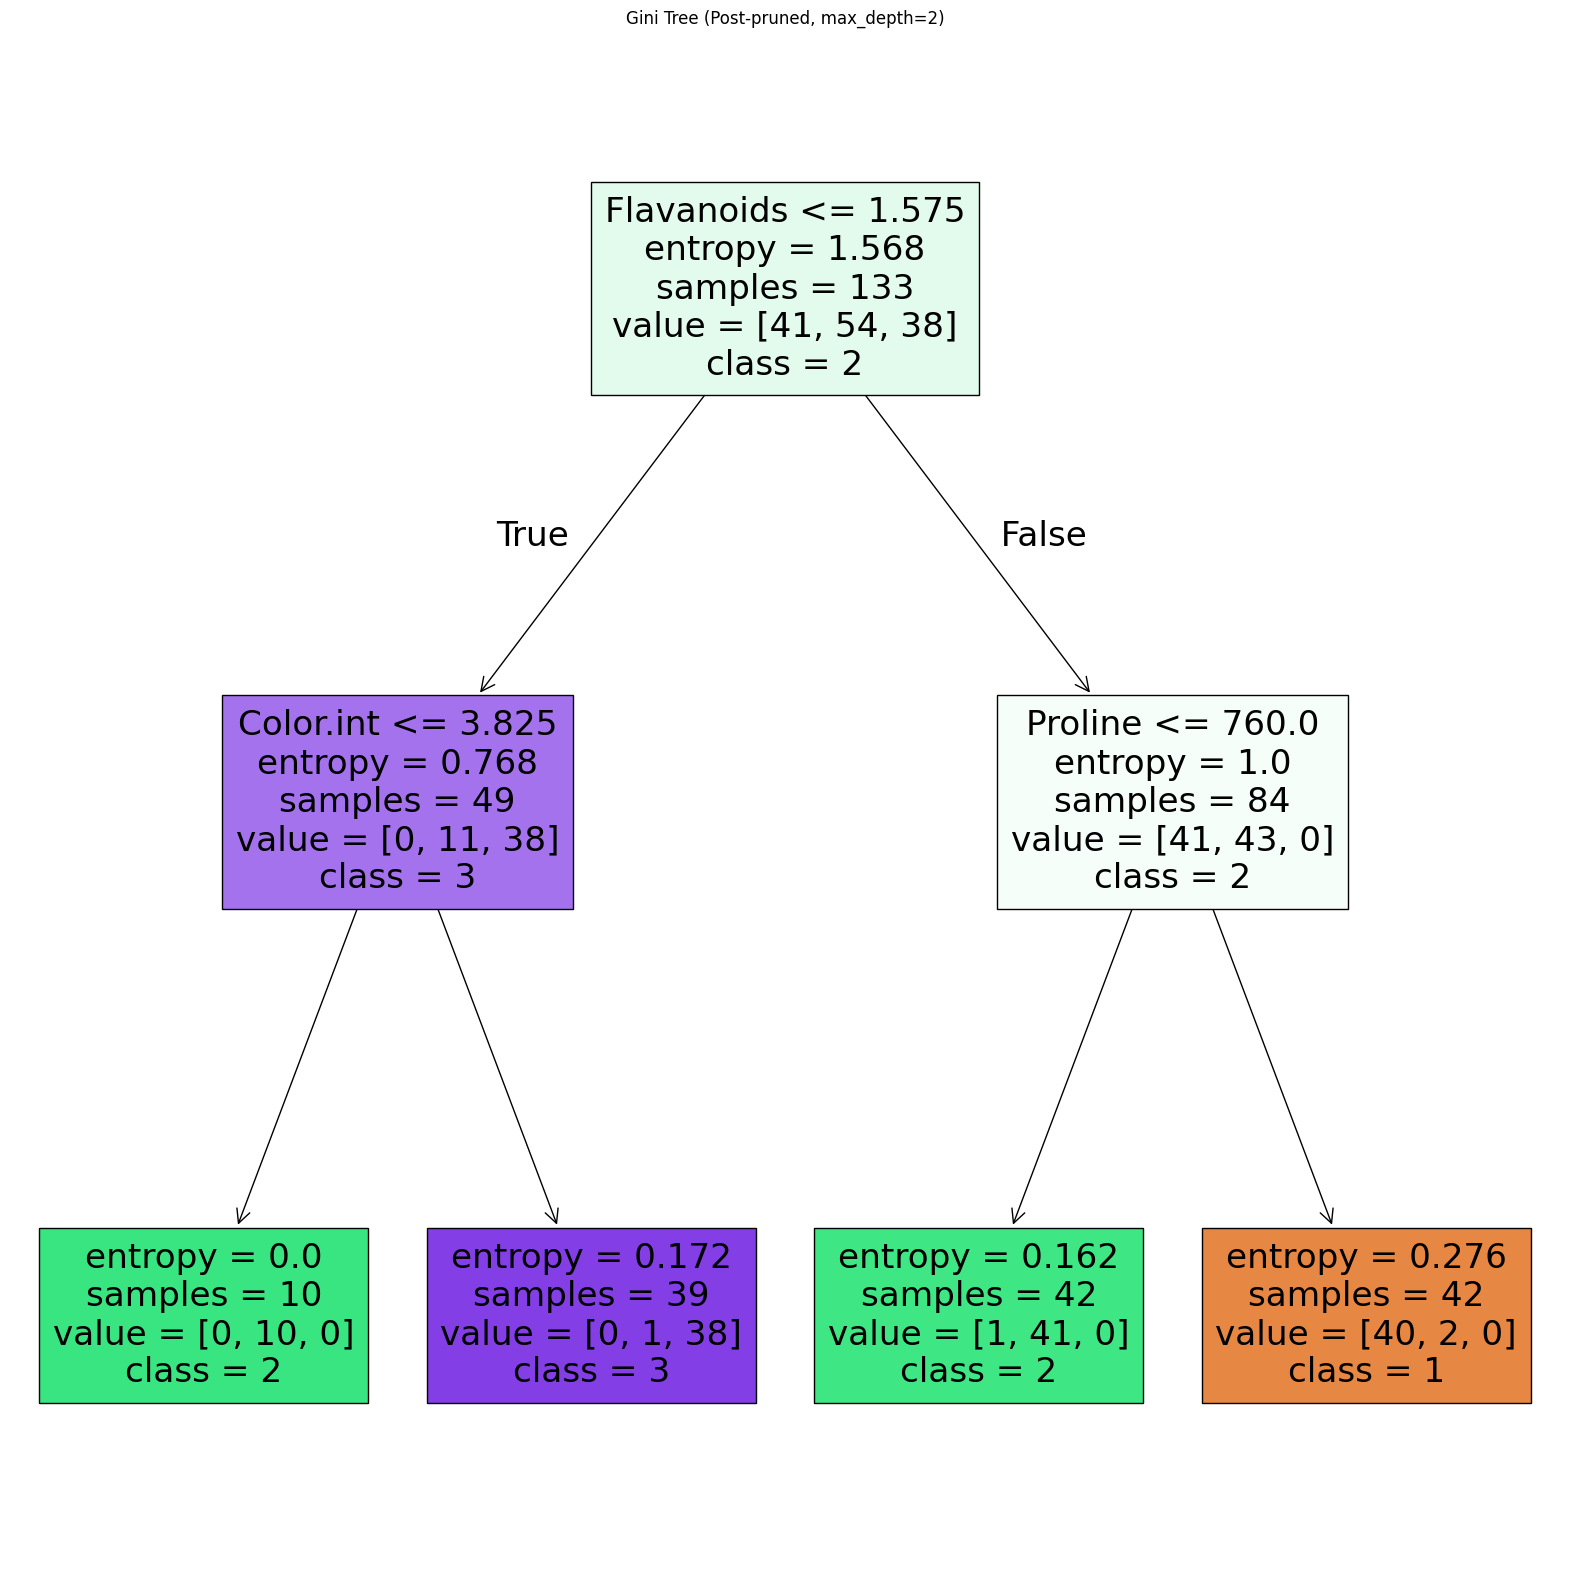 Gini Tree (Post-pruned, max_depth=2)
Flavanoids <= 1.575
entropy = 1.568
samples = 133
value = [41, 54, 38]
class = 2
True
False
Color.int <= 3.825
entropy = 0.768
samples = 49
value = [0, 11, 38]
class = 3
Proline <= 760.0
entropy = 1.0
samples = 84
value = [41, 43, 0]
class = 2
entropy = 0.0
samples = 10
value = [0, 10, 0]
class = 2
entropy = 0.172
samples = 39
value = [0, 1, 38]
class = 3
entropy = 0.162
samples = 42
value = [1, 41, 0]
class = 2
entropy = 0.276
samples = 42
value = [40, 2, 0]
class = 1